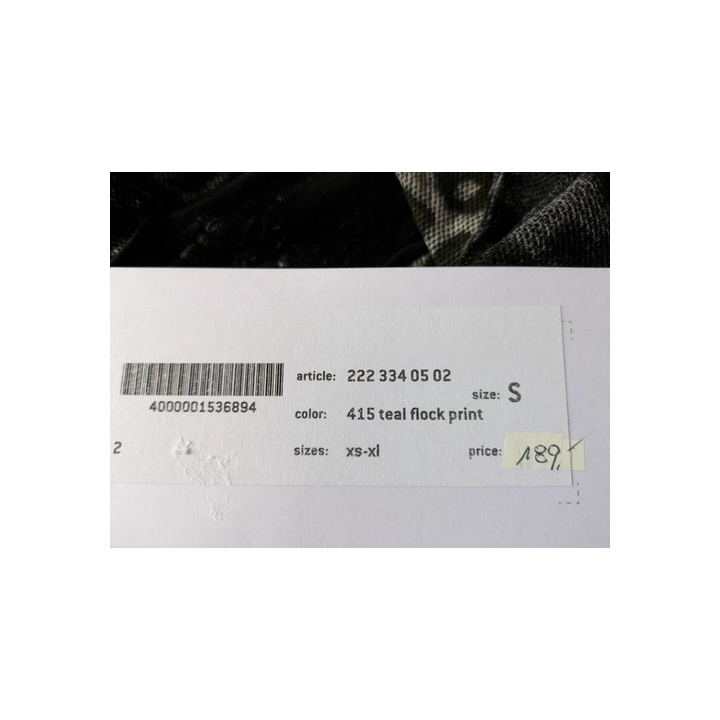 article: 222 334 05 02
size: S
4000001536894
color: 415 teal flock print
2
sizes: xs-xl
price: 189,-